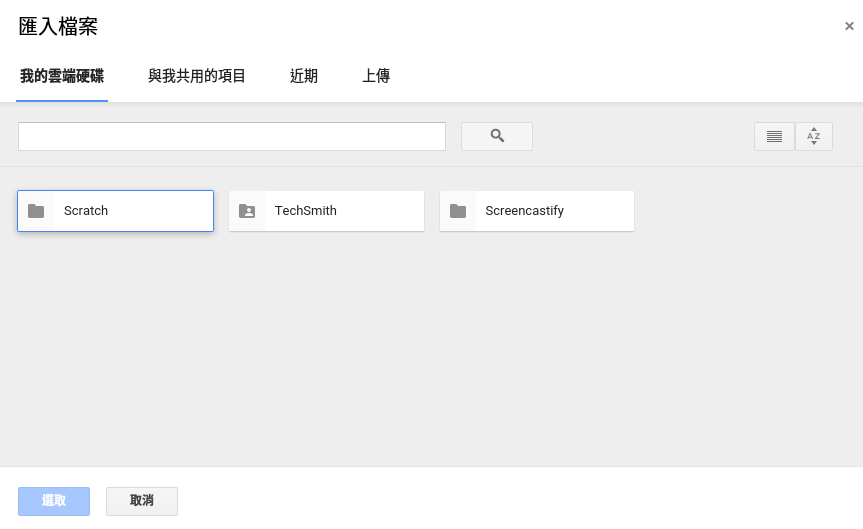 匯入檔案
×
我的雲端硬碟 與我共用的項目 近期 上傳
AZ
Scratch TechSmith Screencastify
選取 取消